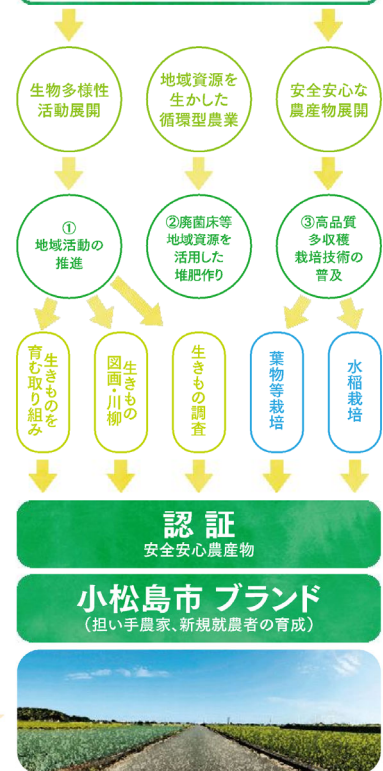 生物多様性
活動展開
地域資源を
生かした
循環型農業
安全安心な
農産物展開
①
地域活動の
推進
②廃菌床等
地域資源を
活用した
堆肥作り
③高品質
多収穫
栽培技術の
普及
生きものを
育む取り組み
生きもの
図画・川柳
生きもの調査
葉物等栽培
水稲栽培
認証
安全安心農産物
小松島市 ブランド
（担い手農家、新規就農者の育成）